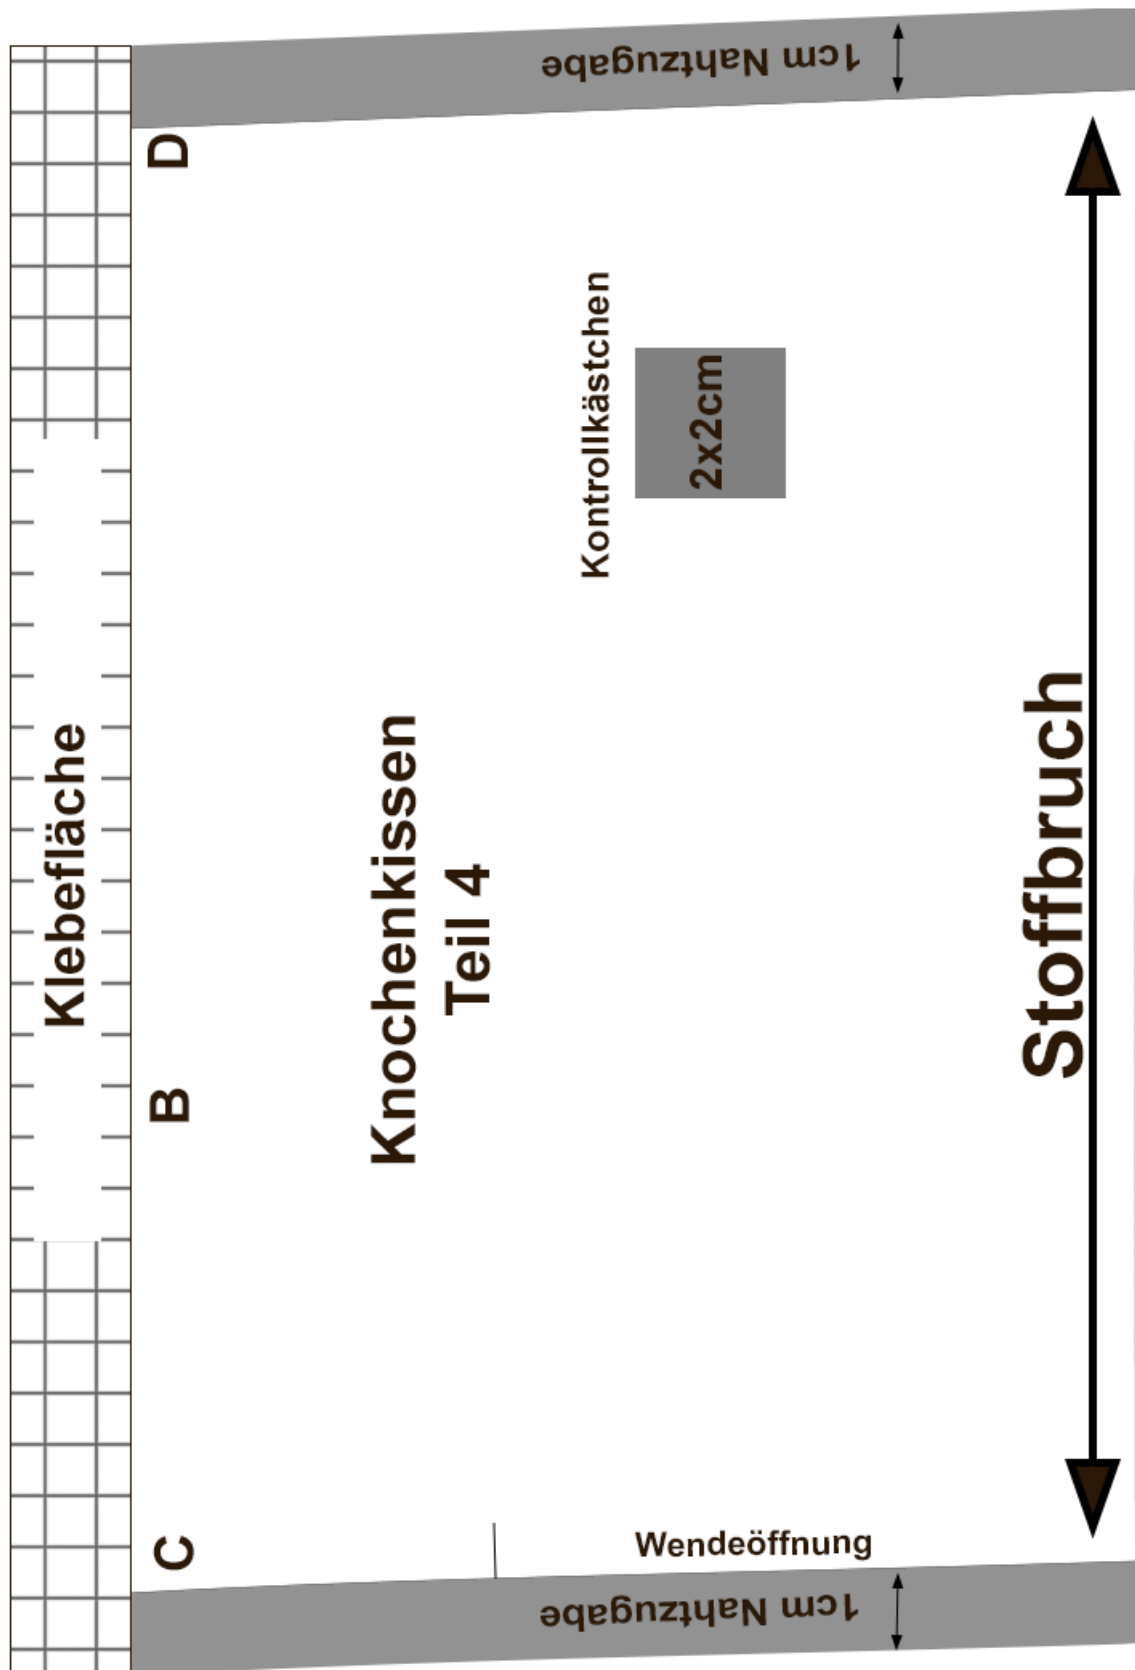 1cm Nahtzugabe
D
Kontrollkästchen
2x2cm
Klebefläche
Knochenkissen
Teil 4
Stoffbruch
B
C
Wendeöffnung
1cm Nahtzugabe